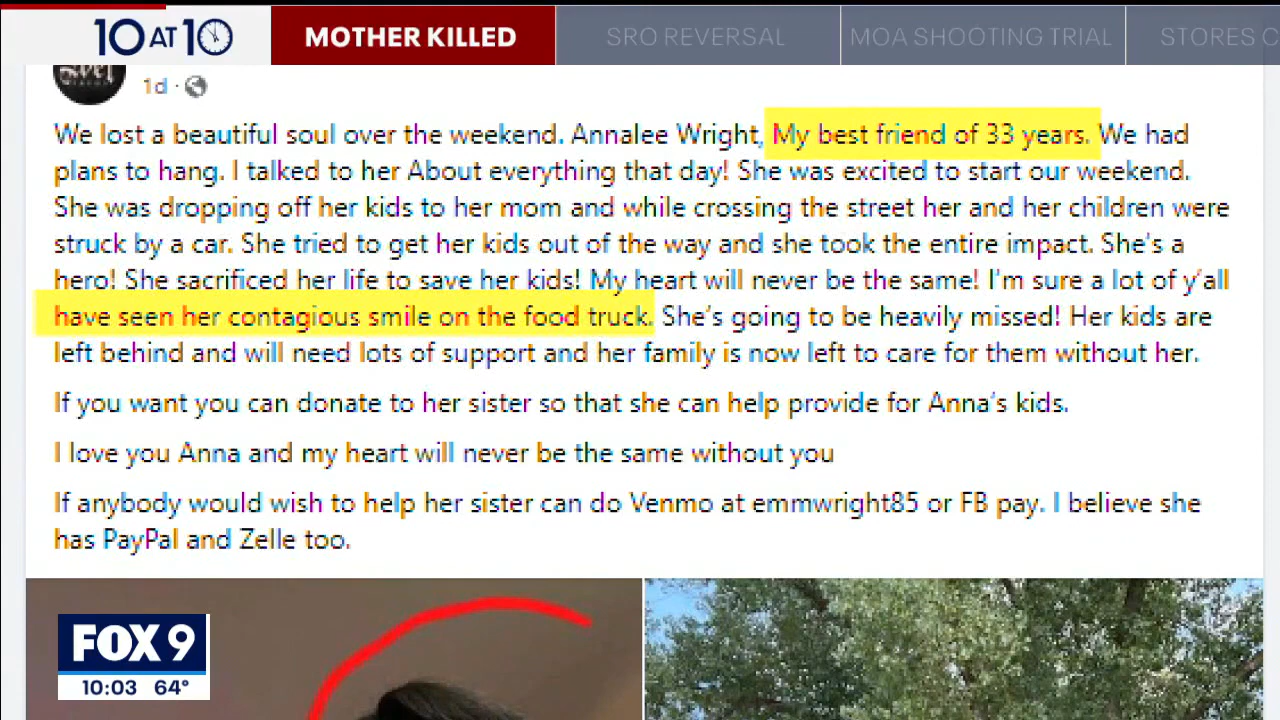 10 AT 10
MOTHER KILLED
SRO REVERSAL
MOA SHOOTING TRIAL
STORES C
1d ·
We lost a beautiful soul over the weekend. Annalee Wright, My best friend of 33 years. We had
plans to hang. I talked to her About everything that day! She was excited to start our weekend.
She was dropping off her kids to her mom and while crossing the street her and her children were
struck by a car. She tried to get her kids out of the way and she took the entire impact. She's a
hero! She sacrificed her life to save her kids! My heart will never be the same! I'm sure a lot of y'all
have seen her contagious smile on the food truck. She's going to be heavily missed! Her kids are
left behind and will need lots of support and her family is now left to care for them without her.
If you want you can donate to her sister so that she can help provide for Anna's kids.
I love you Anna and my heart will never be the same without you
If anybody would wish to help her sister can do Venmo at emmwright85 or FB pay. I believe she
has PayPal and Zelle too.
FOX 9
10:03 64°